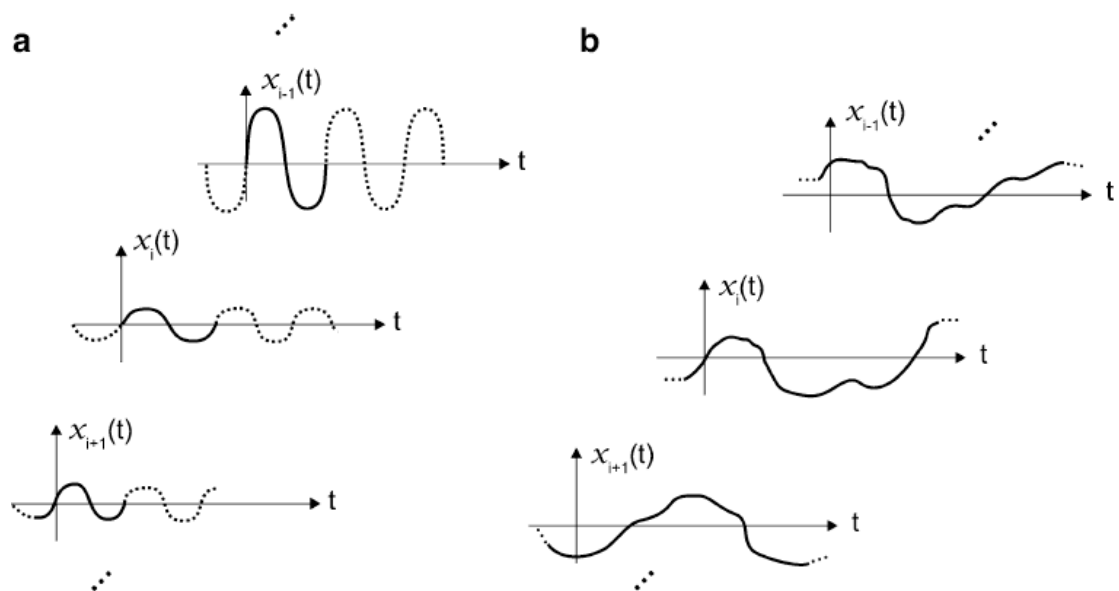 a
x_{i-1}(t)
t
x_i(t)
t
x_{i+1}(t)
t
b
x_{i-1}(t)
t
x_i(t)
t
x_{i+1}(t)
t